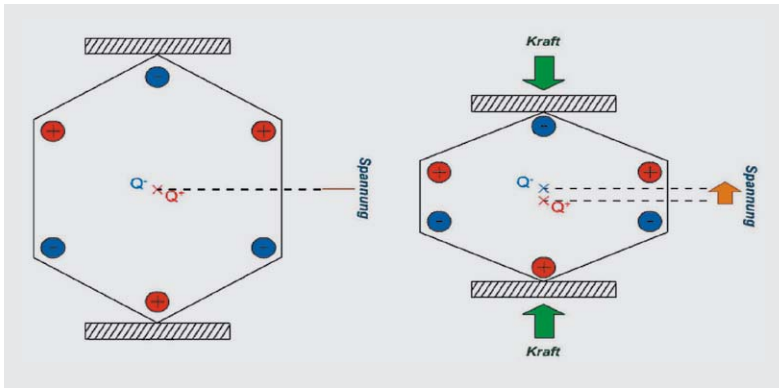 Q-
Q+
Spannung
Kraft
Q-
Q+
Spannung
Kraft